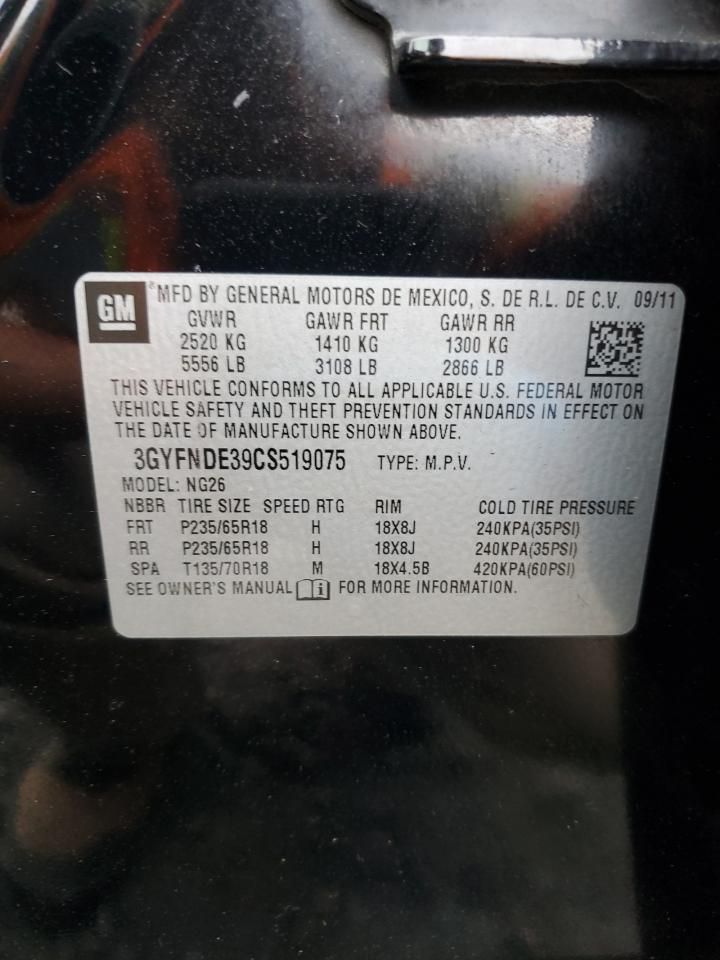 GM
®MFD BY GENERAL MOTORS DE MEXICO, S. DE R.L. DE C.V. 09/11
GVWR GAWR FRT GAWR RR
2520 KG 1410 KG 1300 KG
5556 LB 3108 LB 2866 LB
THIS VEHICLE CONFORMS TO ALL APPLICABLE U.S. FEDERAL MOTOR
VEHICLE SAFETY AND THEFT PREVENTION STANDARDS IN EFFECT ON
THE DATE OF MANUFACTURE SHOWN ABOVE.
3GYFNDE39CS519075 TYPE: M.P.V.
MODEL: NG26
NBBR TIRE SIZE SPEED RTG RIM COLD TIRE PRESSURE
FRT P235/65R18 H 18X8J 240KPA(35PSI)
RR P235/65R18 H 18X8J 240KPA(35PSI)
SPA T135/70R18 M 18X4.5B 420KPA(60PSI)
SEE OWNER'S MANUAL i FOR MORE INFORMATION.